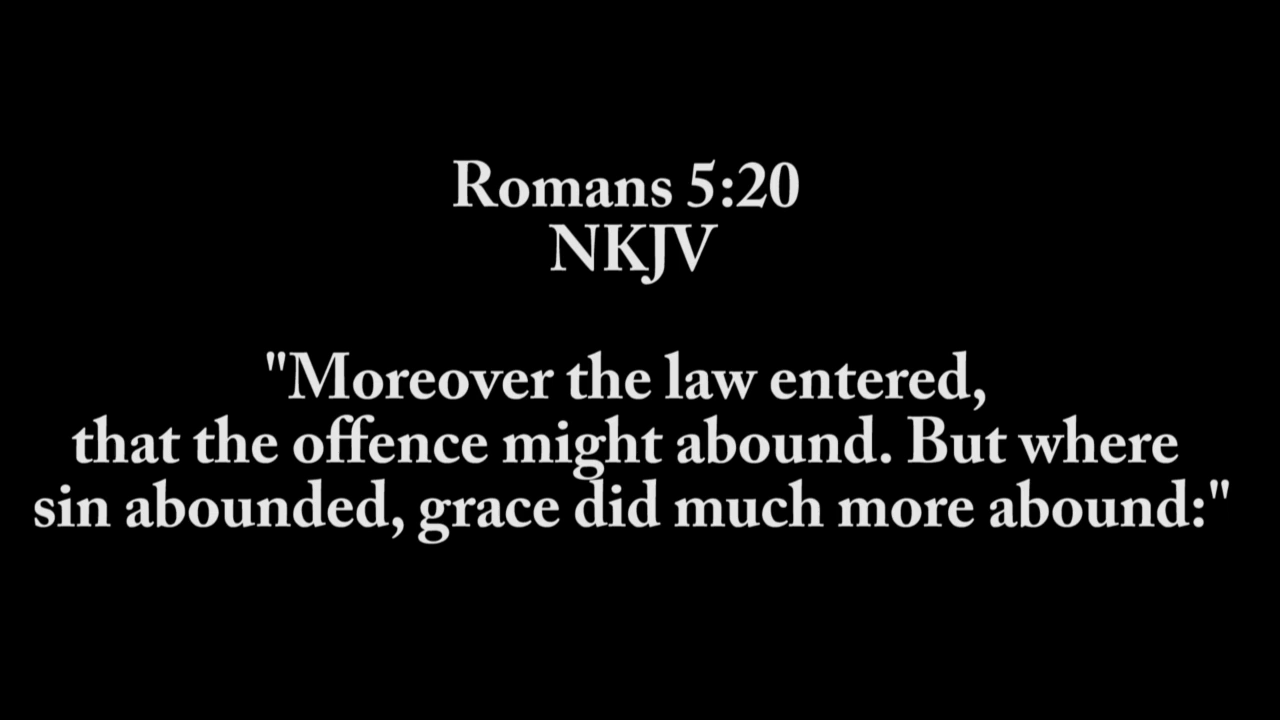 Romans 5:20
NKJV
"Moreover the law entered,
that the offence might abound. But where
sin abounded, grace did much more abound:"